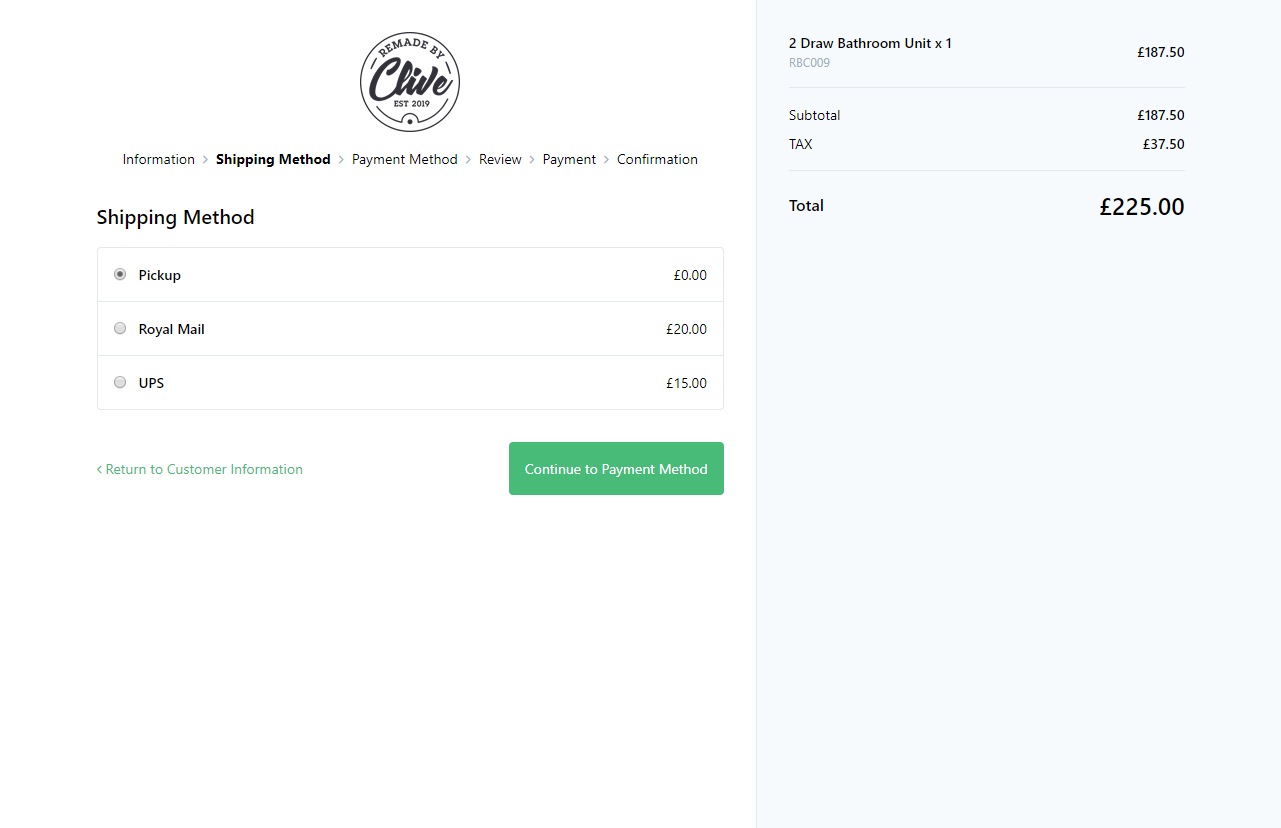 REMADE BY
Clive
EST 2019
Information > Shipping Method > Payment Method > Review > Payment > Confirmation
Shipping Method
Pickup £0.00
Royal Mail £20.00
UPS £15.00
‹ Return to Customer Information
Continue to Payment Method
2 Draw Bathroom Unit x 1 £187.50
RBC009
Subtotal £187.50
TAX £37.50
Total £225.00